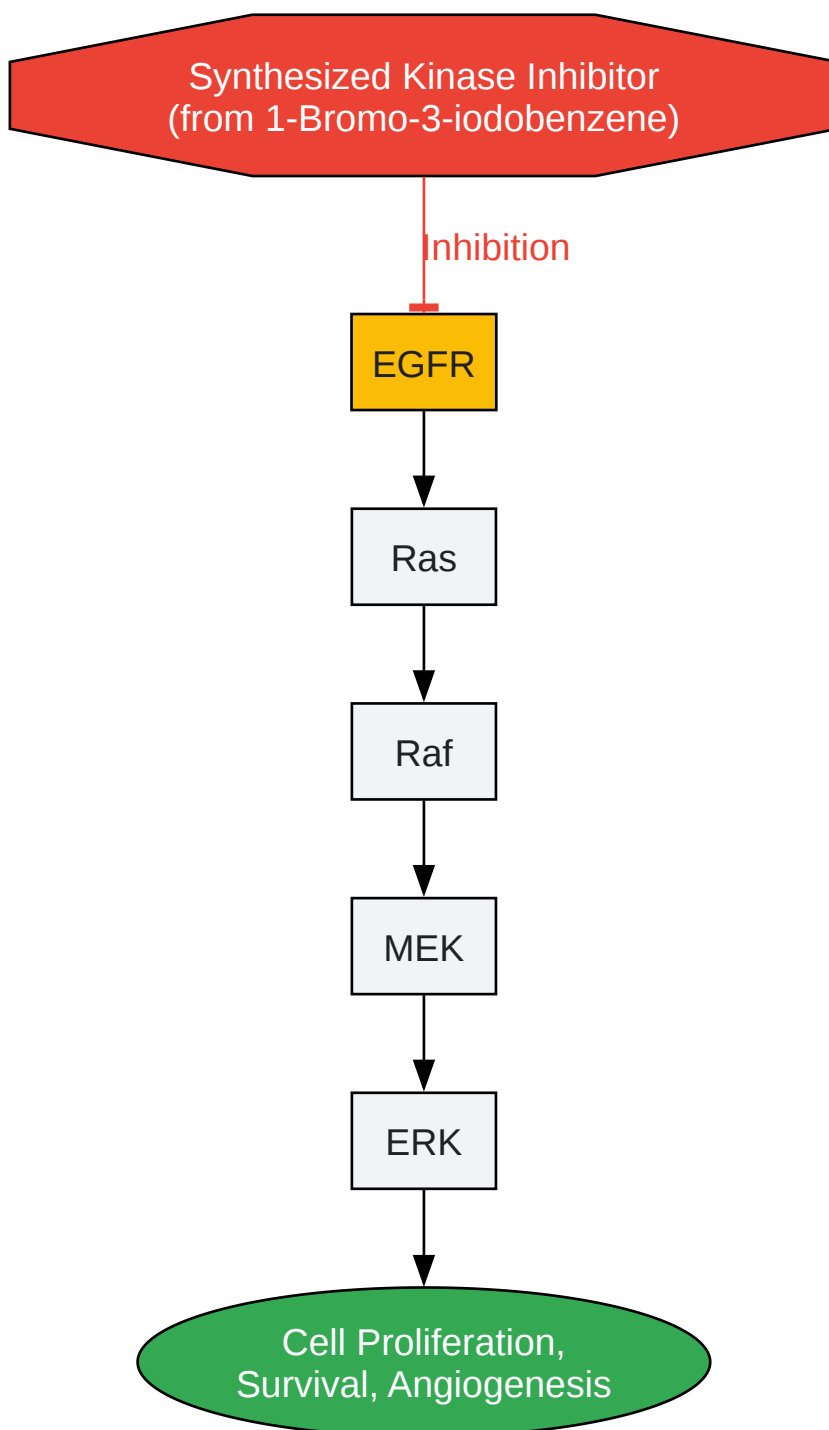 Synthesized Kinase Inhibitor
(from 1-Bromo-3-iodobenzene)
Inhibition
EGFR
Ras
Raf
MEK
ERK
Cell Proliferation,
Survival, Angiogenesis